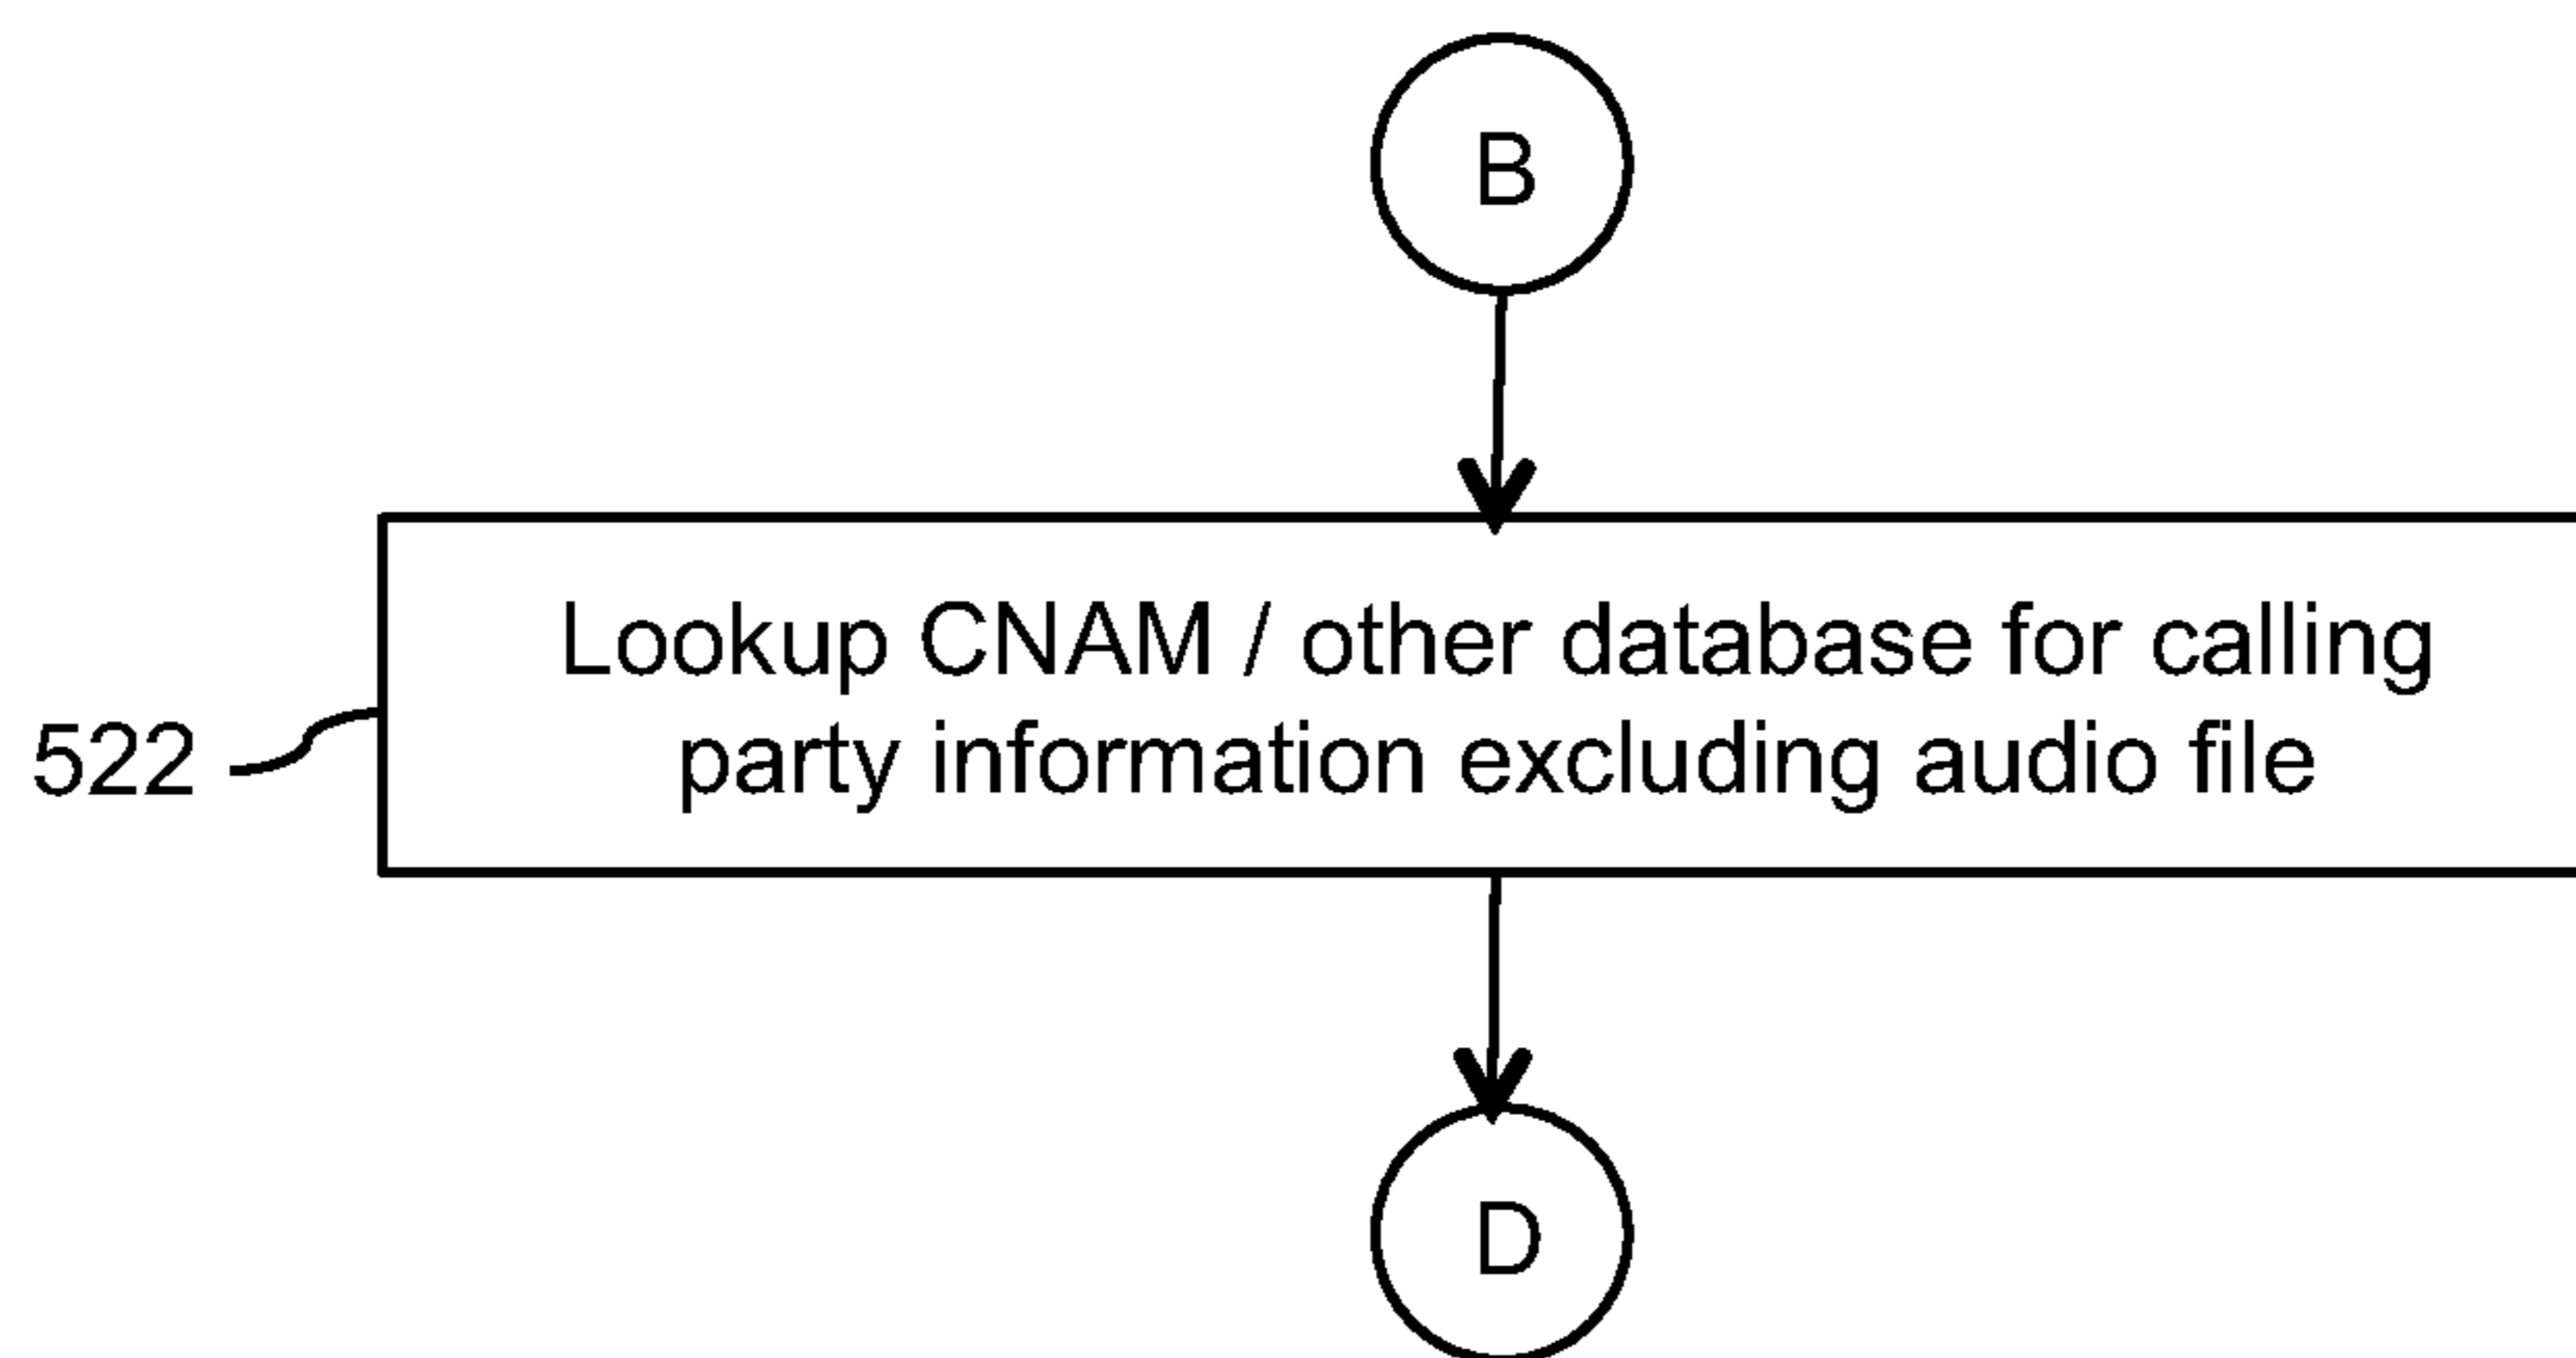 B
Lookup CNAM / other database for calling
party information excluding audio file
522
D